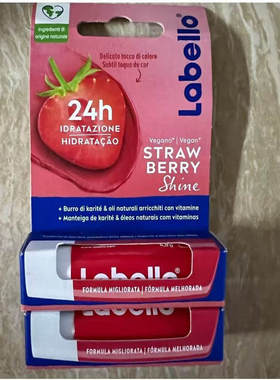 Ingredienti di
origine naturale
Delicato tocco di colore
Subtil toque de cor
Labello®
24h
IDRATAZIONE
HIDRATAÇÃO
Vegano* | Vegan*
STRAW
BERRY
Shine
+ Burro di karité & oli naturali arricchiti con vitamine
+ Manteiga de karité & óleos naturais com vitaminas
Labello
FORMULA MIGLIORATA | FÓRMULA MELHORADA
Labello
FORMULA MIGLIORATA | FÓRMULA MELHORADA